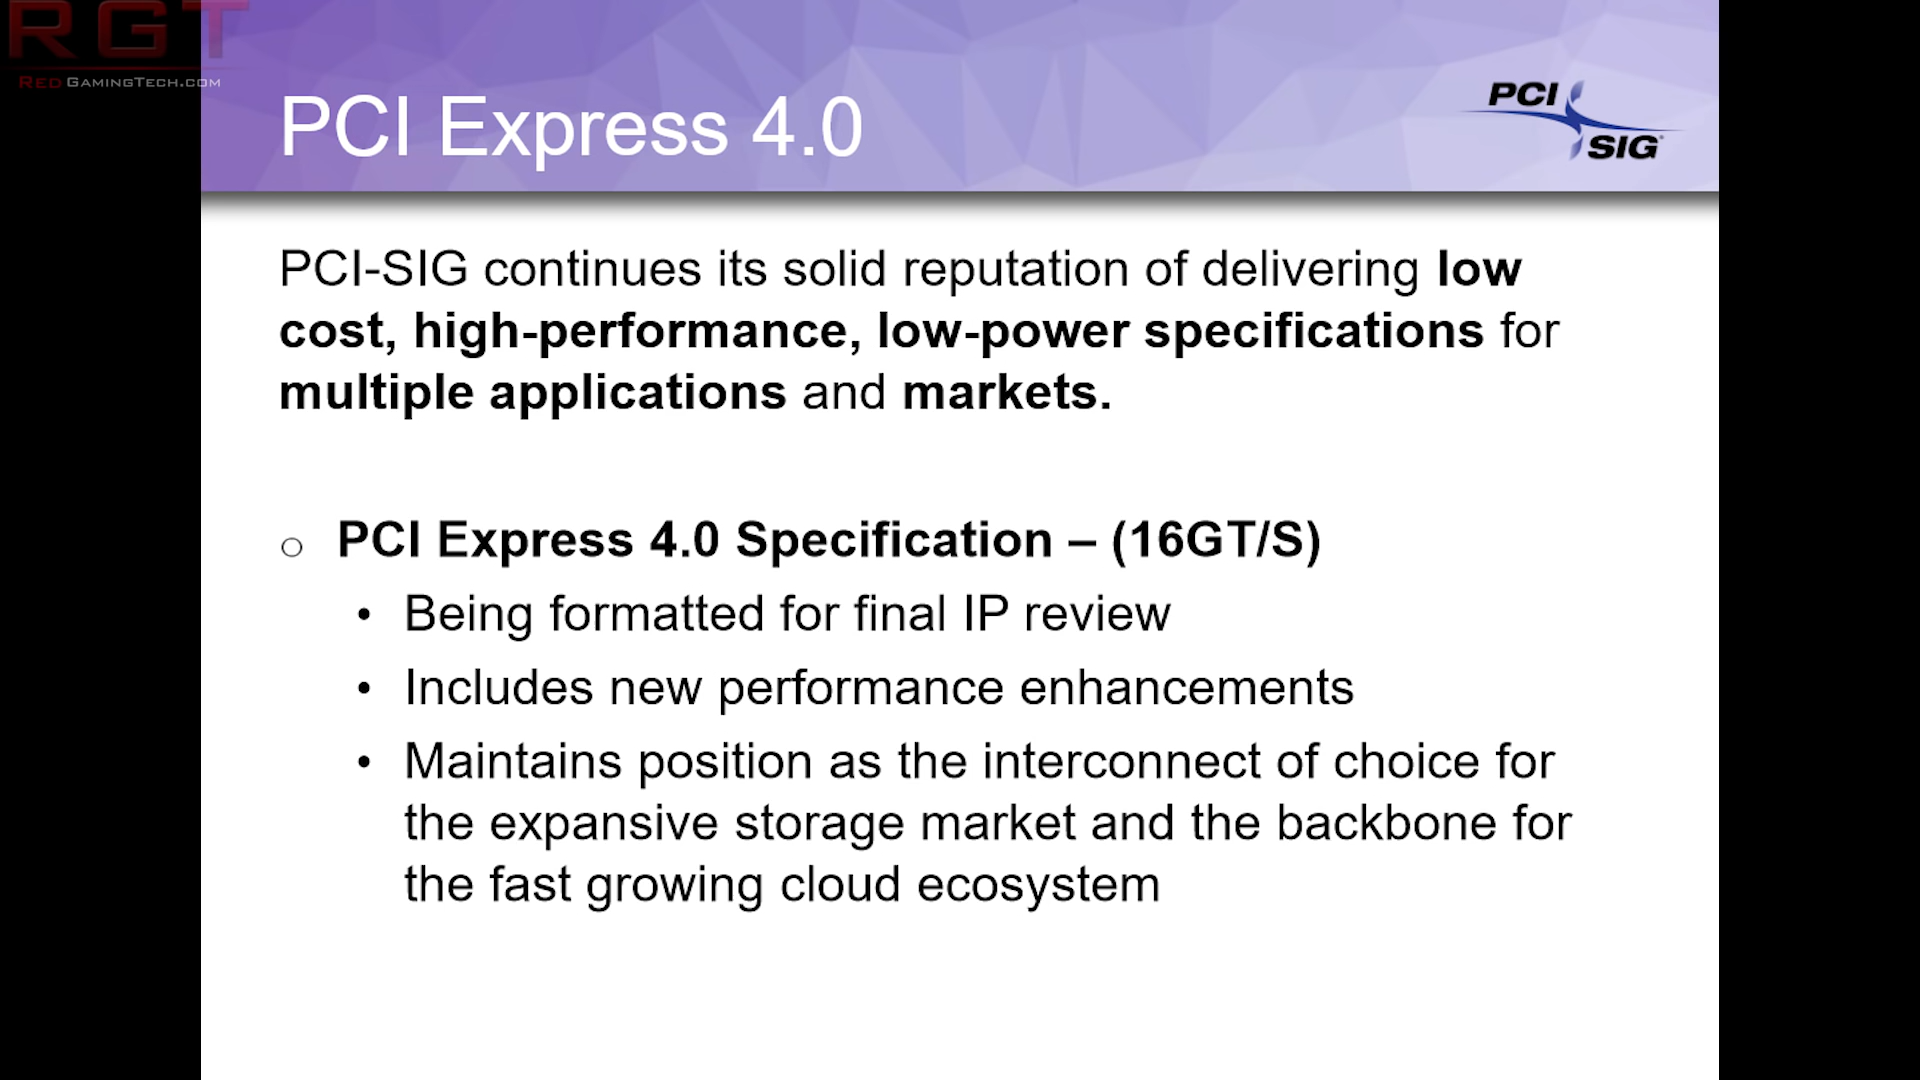 RGT
RedGamingTech.com
PCI Express 4.0
PCI
SIG
PCI-SIG continues its solid reputation of delivering low
cost, high-performance, low-power specifications for
multiple applications and markets.
○ PCI Express 4.0 Specification – (16GT/S)
• Being formatted for final IP review
• Includes new performance enhancements
• Maintains position as the interconnect of choice for
the expansive storage market and the backbone for
the fast growing cloud ecosystem